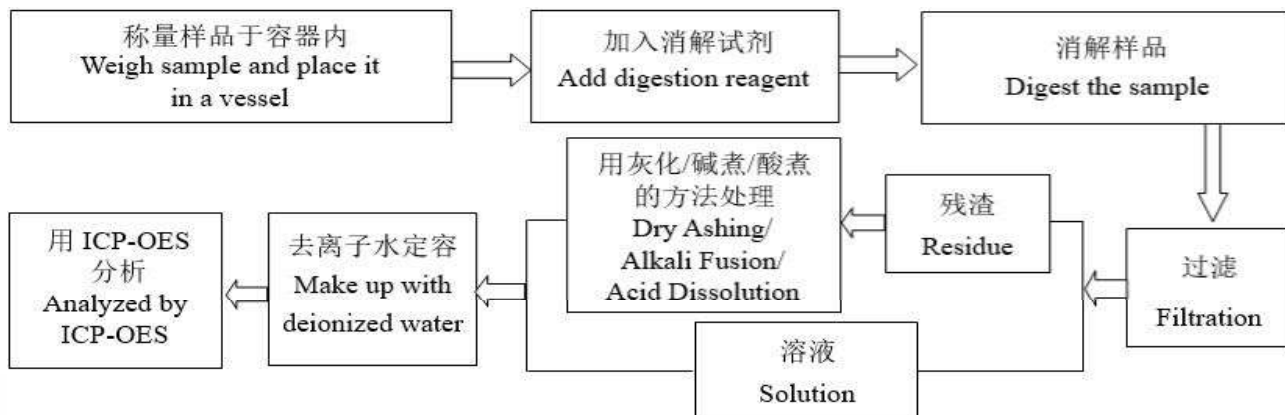 称量样品于容器内
Weigh sample and place it
in a vessel
加入消解试剂
Add digestion reagent
消解样品
Digest the sample
过滤
Filtration
残渣
Residue
溶液
Solution
用灰化/碱煮/酸煮
的方法处理
Dry Ashing/
Alkali Fusion/
Acid Dissolution
去离子水定容
Make up with
deionized water
用 ICP-OES
分析
Analyzed by
ICP-OES